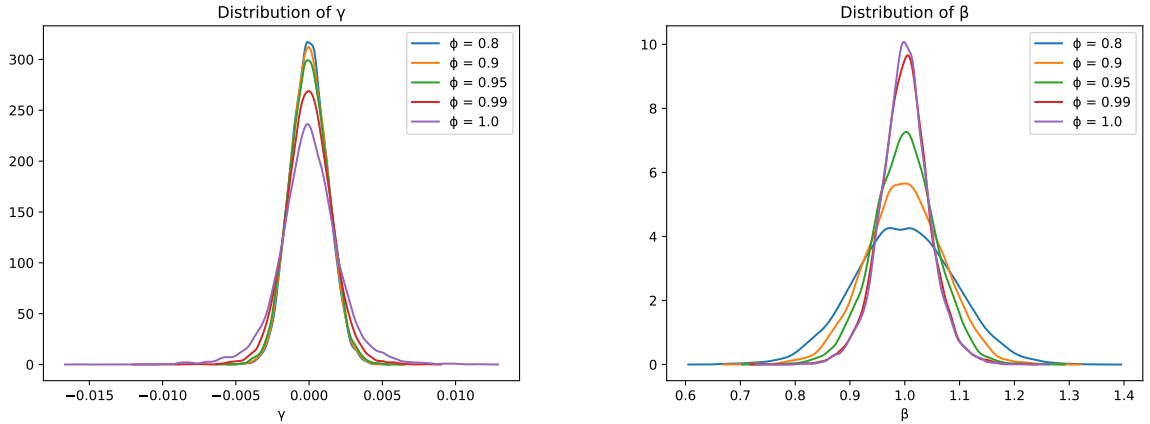 Distribution of γ
300
250
200
150
100
50
0
−0.015
−0.010
−0.005
0.000
0.005
0.010
γ
ϕ = 0.8
ϕ = 0.9
ϕ = 0.95
ϕ = 0.99
ϕ = 1.0
Distribution of β
10
8
6
4
2
0
0.6
0.7
0.8
0.9
1.0
1.1
1.2
1.3
1.4
β
ϕ = 0.8
ϕ = 0.9
ϕ = 0.95
ϕ = 0.99
ϕ = 1.0